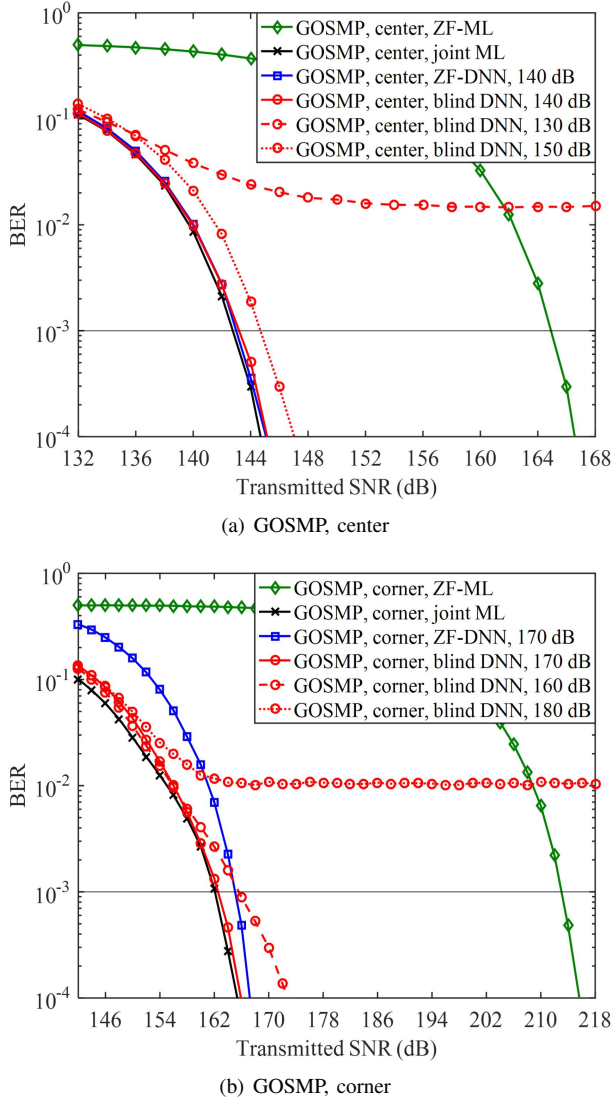 10^0
10^-1
10^-2
10^-3
10^-4
BER
GOSMP, center, ZF-ML
GOSMP, center, joint ML
GOSMP, center, ZF-DNN, 140 dB
GOSMP, center, blind DNN, 140 dB
GOSMP, center, blind DNN, 130 dB
GOSMP, center, blind DNN, 150 dB
132 136 140 144 148 152 156 160 164 168
Transmitted SNR (dB)
(a) GOSMP, center
10^0
10^-1
10^-2
10^-3
10^-4
BER
GOSMP, corner, ZF-ML
GOSMP, corner, joint ML
GOSMP, corner, ZF-DNN, 170 dB
GOSMP, corner, blind DNN, 170 dB
GOSMP, corner, blind DNN, 160 dB
GOSMP, corner, blind DNN, 180 dB
146 154 162 170 178 186 194 202 210 218
Transmitted SNR (dB)
(b) GOSMP, corner